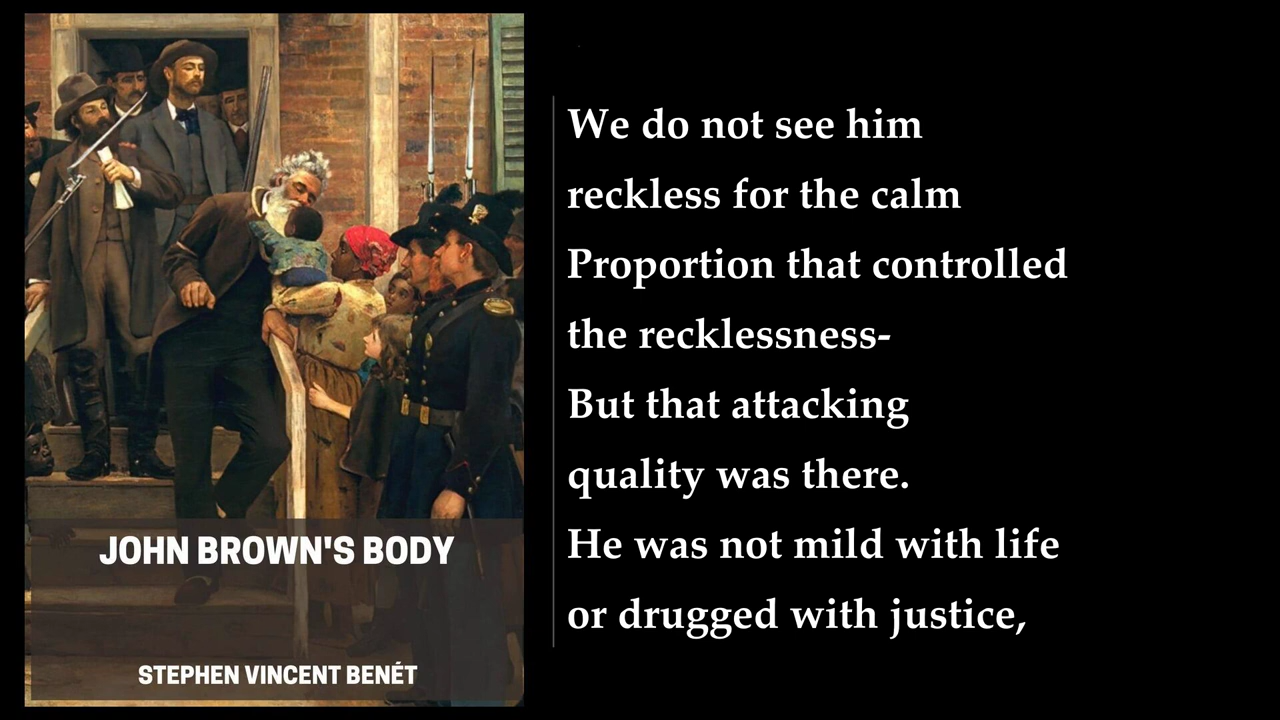 JOHN BROWN'S BODY
STEPHEN VINCENT BENÉT
We do not see him
reckless for the calm
Proportion that controlled
the recklessness-
But that attacking
quality was there.
He was not mild with life
or drugged with justice,